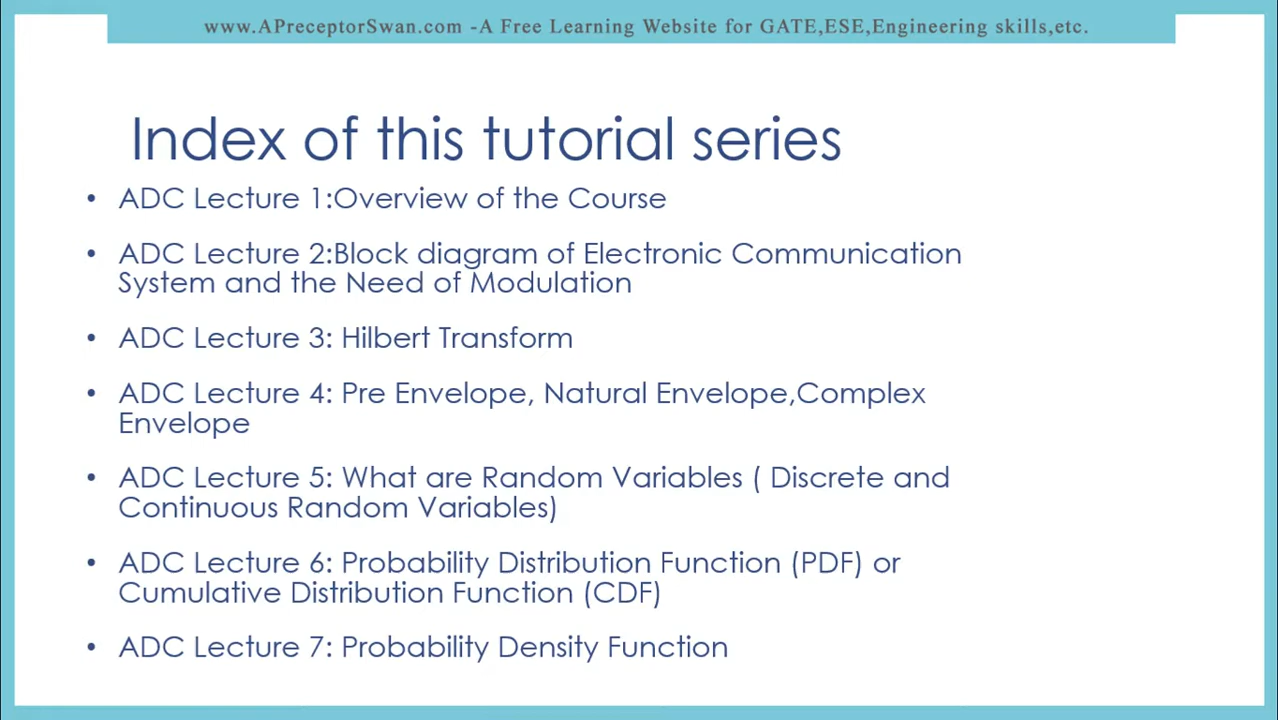 www.APreceptorSwan.com -A Free Learning Website for GATE,ESE,Engineering skills,etc.
Index of this tutorial series
• ADC Lecture 1:Overview of the Course
• ADC Lecture 2:Block diagram of Electronic Communication
System and the Need of Modulation
• ADC Lecture 3: Hilbert Transform
• ADC Lecture 4: Pre Envelope, Natural Envelope,Complex
Envelope
• ADC Lecture 5: What are Random Variables ( Discrete and
Continuous Random Variables)
• ADC Lecture 6: Probability Distribution Function (PDF) or
Cumulative Distribution Function (CDF)
• ADC Lecture 7: Probability Density Function